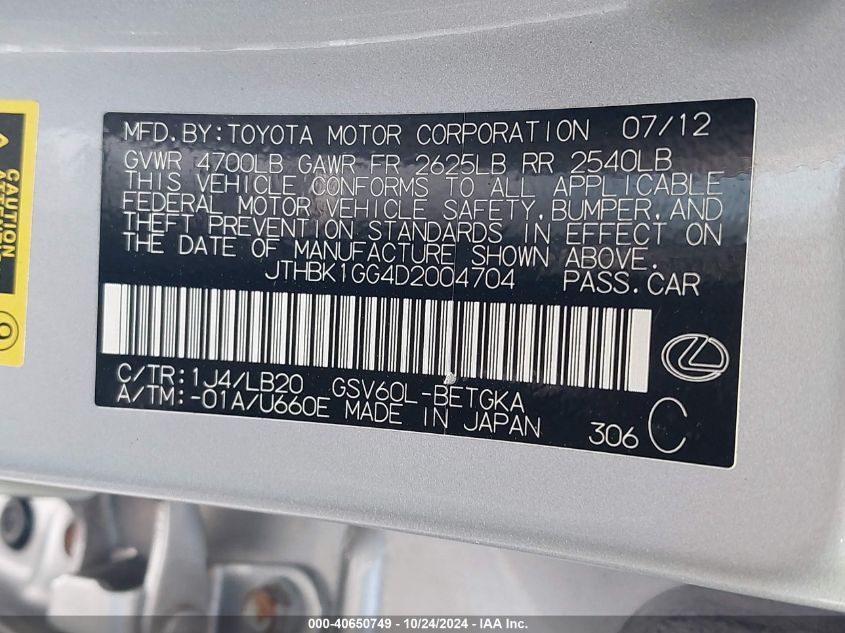 MFD. BY: TOYOTA MOTOR CORPORATION 07/12
GVWR 4700LB GAWR FR 2625LB RR 2540LB
THIS VEHICLE CONFORMS TO ALL APPLICABLE
FEDERAL MOTOR VEHICLE SAFETY, BUMPER, AND
THEFT PREVENTION STANDARDS IN EFFECT ON
THE DATE OF MANUFACTURE SHOWN ABOVE.
JTHBK1GG4D2004704 PASS. CAR
C/TR: 1J4/LB20 GSV60L-BETGKA
A/TM: -01A/U660E MADE IN JAPAN 306 C
CAUTION
000-40650749 - 10/24/2024 - IAA Inc.